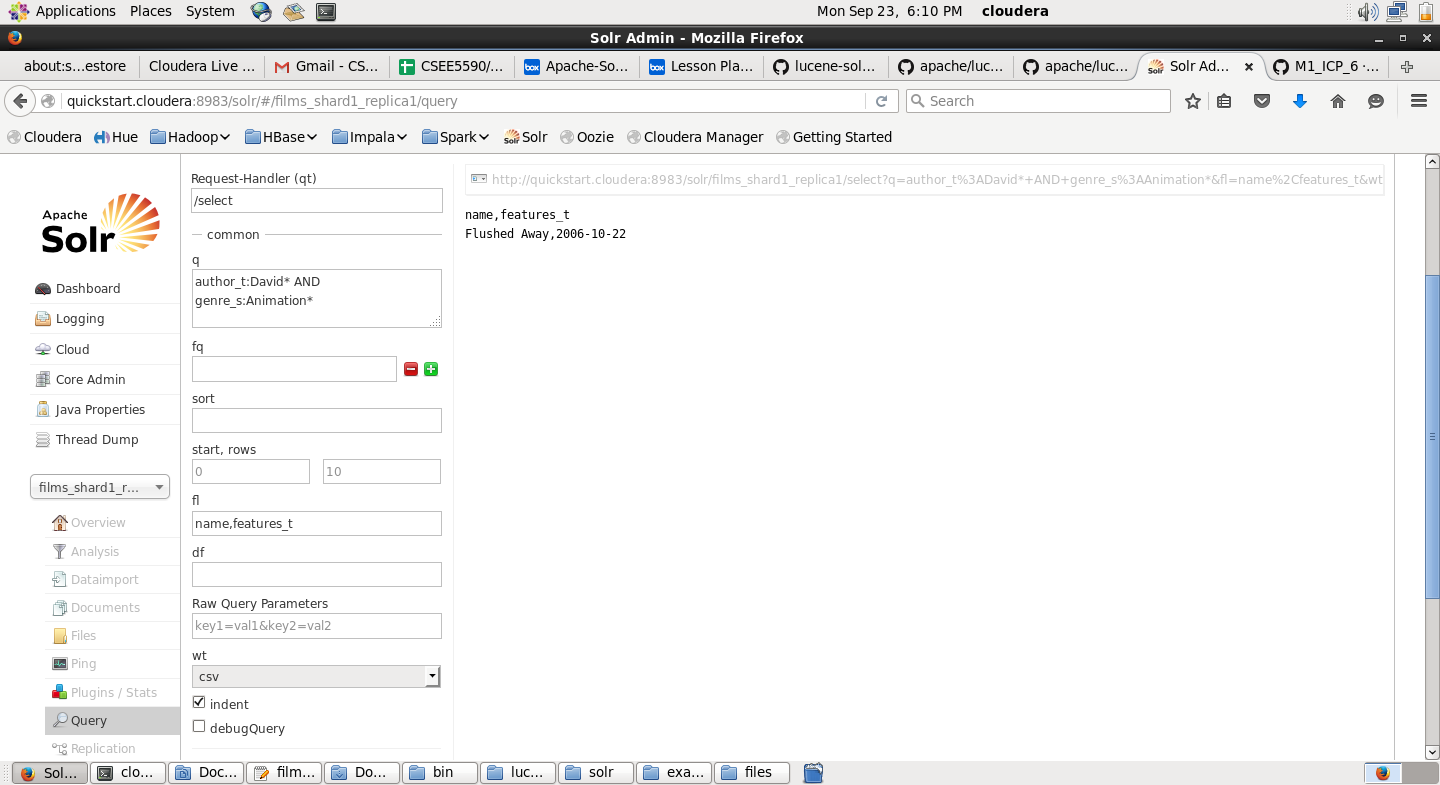 Applications Places System Mon Sep 23, 6:10 PM cloudera
Solr Admin - Mozilla Firefox
about:s...estore Cloudera Live ... Gmail - CS... CSEE5590/... Apache-So... Lesson Pla... lucene-sol... apache/luc... apache/luc... Solr Ad... M1_ICP_6 ·...
quickstart.cloudera:8983/solr/#/films_shard1_replica1/query Search
Cloudera Hue Hadoop HBase Impala Spark Solr Oozie Cloudera Manager Getting Started
Apache
Solr
Dashboard
Logging
Cloud
Core Admin
Java Properties
Thread Dump
films_shard1_r...
Overview
Analysis
Dataimport
Documents
Files
Ping
Plugins / Stats
Query
Replication
Request-Handler (qt)
/select
common
q
author_t:David* AND
genre_s:Animation*
fq
sort
start, rows
0 10
fl
name,features_t
df
Raw Query Parameters
key1=val1&key2=val2
wt
csv
indent
debugQuery
http://quickstart.cloudera:8983/solr/films_shard1_replica1/select?q=author_t%3ADavid*+AND+genre_s%3AAnimation*&fl=name%2Cfeatures_t&wt
name,features_t
Flushed Away,2006-10-22
Sol... clo... Doc... film... Do... bin luc... solr exa... files